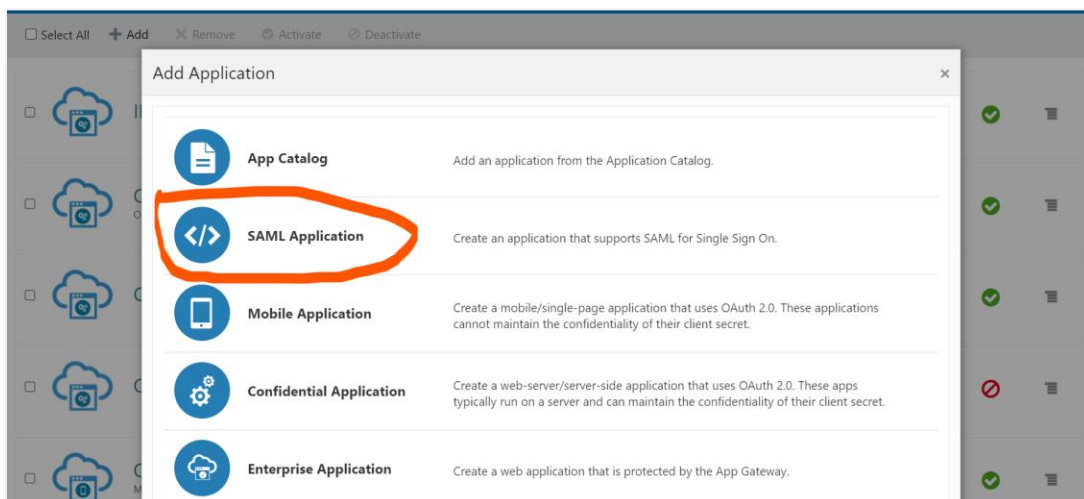 Select All Add Remove Activate Deactivate
Add Application
App Catalog
Add an application from the Application Catalog.
SAML Application
Create an application that supports SAML for Single Sign On.
Mobile Application
Create a mobile/single-page application that uses OAuth 2.0. These applications
cannot maintain the confidentiality of their client secret.
Confidential Application
Create a web-server/server-side application that uses OAuth 2.0. These apps
typically run on a server and can maintain the confidentiality of their client secret.
Enterprise Application
Create a web application that is protected by the App Gateway.